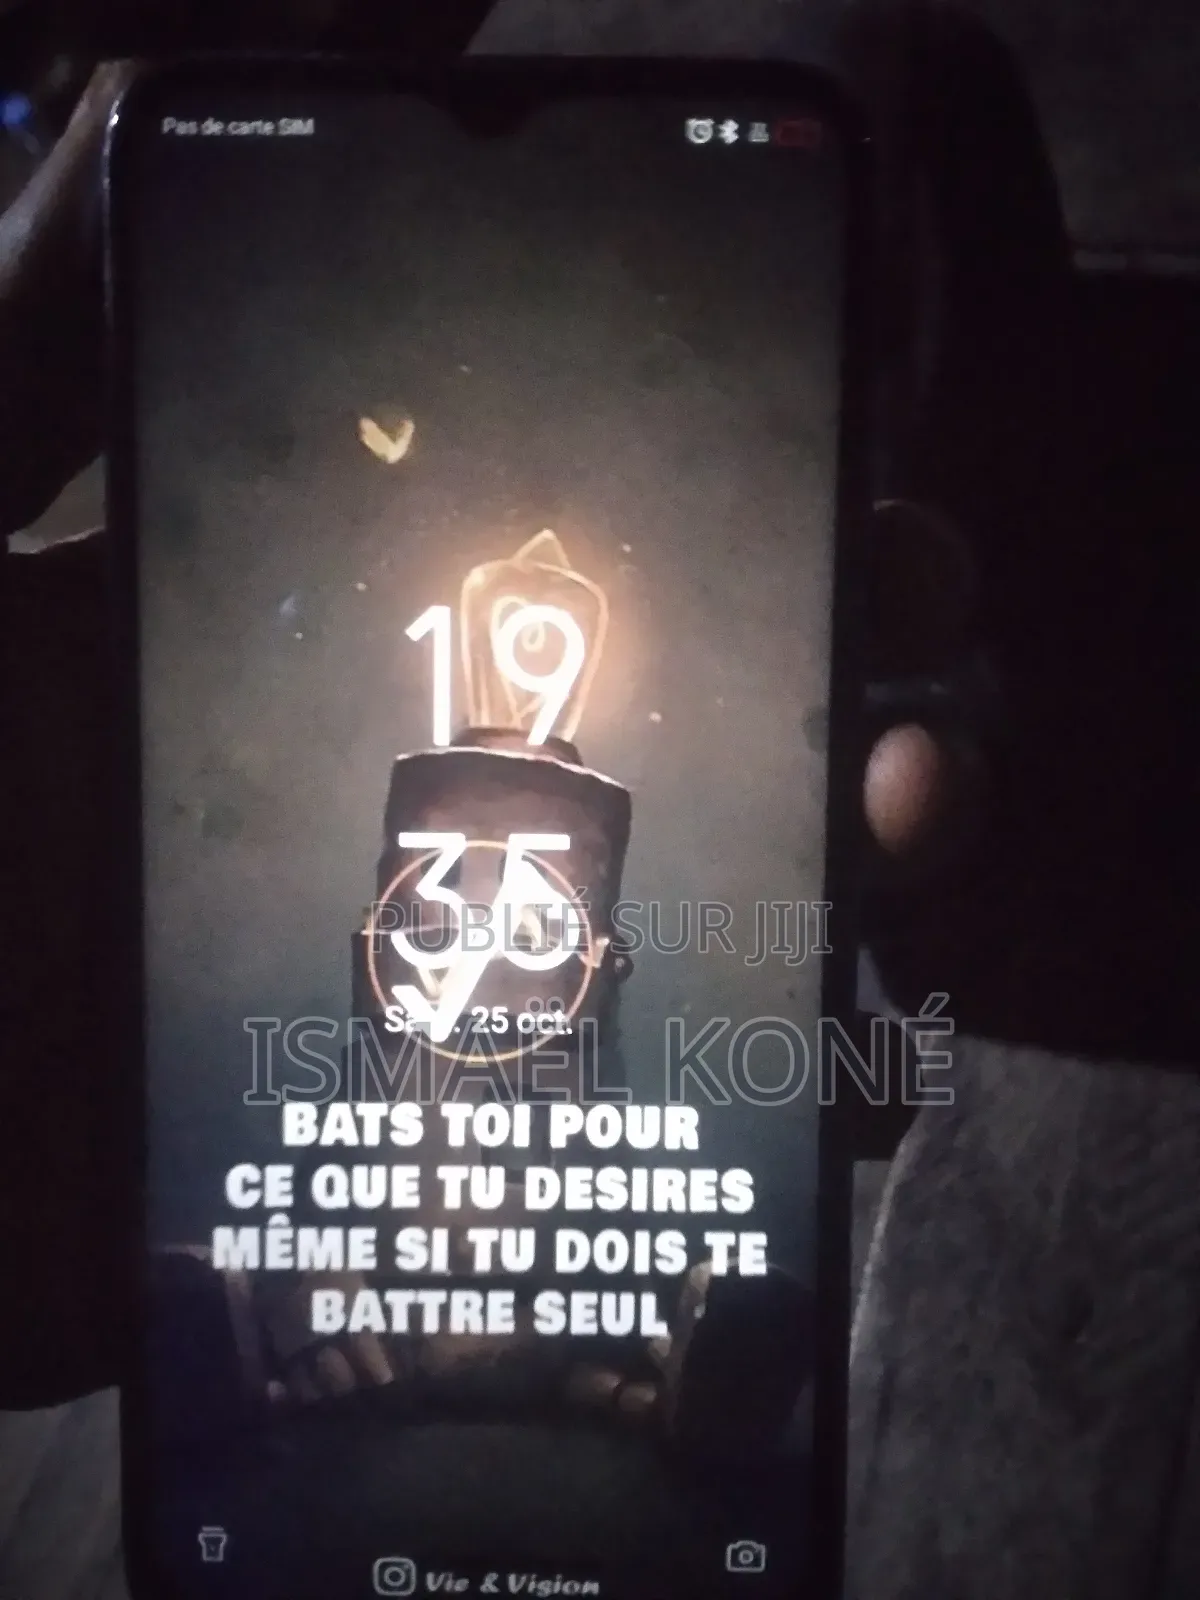 Pas de carte SIM
19
35
PUBLIÉ SUR JIJI
25 oct.
ISMAËL KONÉ
BATS TOI POUR
CE QUE TU DESIRES
MÊME SI TU DOIS TE
BATTRE SEUL
Vie & Vision